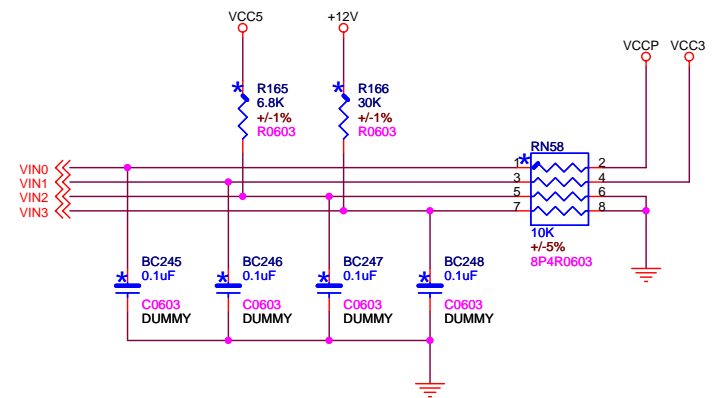 VCC5
+12V
VCCP
VCC3
R165
6.8K
+/-1%
R0603
R166
30K
+/-1%
R0603
RN58
VIN0
VIN1
VIN2
VIN3
1
3
5
7
2
4
6
8
10K
+/-5%
8P4R0603
BC245
0.1uF
C0603
DUMMY
BC246
0.1uF
C0603
DUMMY
BC247
0.1uF
C0603
DUMMY
BC248
0.1uF
C0603
DUMMY